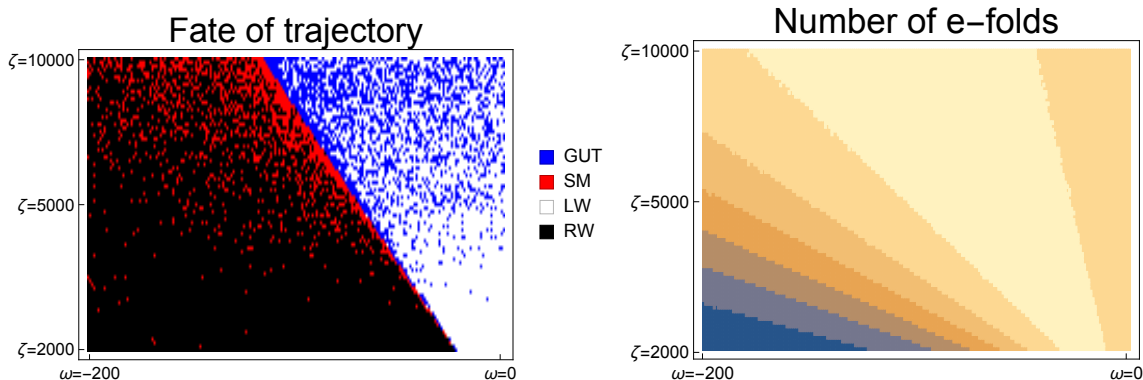 Fate of trajectory
ζ=10000
ζ=5000
ζ=2000
ω=-200
ω=0
GUT
SM
LW
RW
Number of e-folds
ζ=10000
ζ=5000
ζ=2000
ω=-200
ω=0